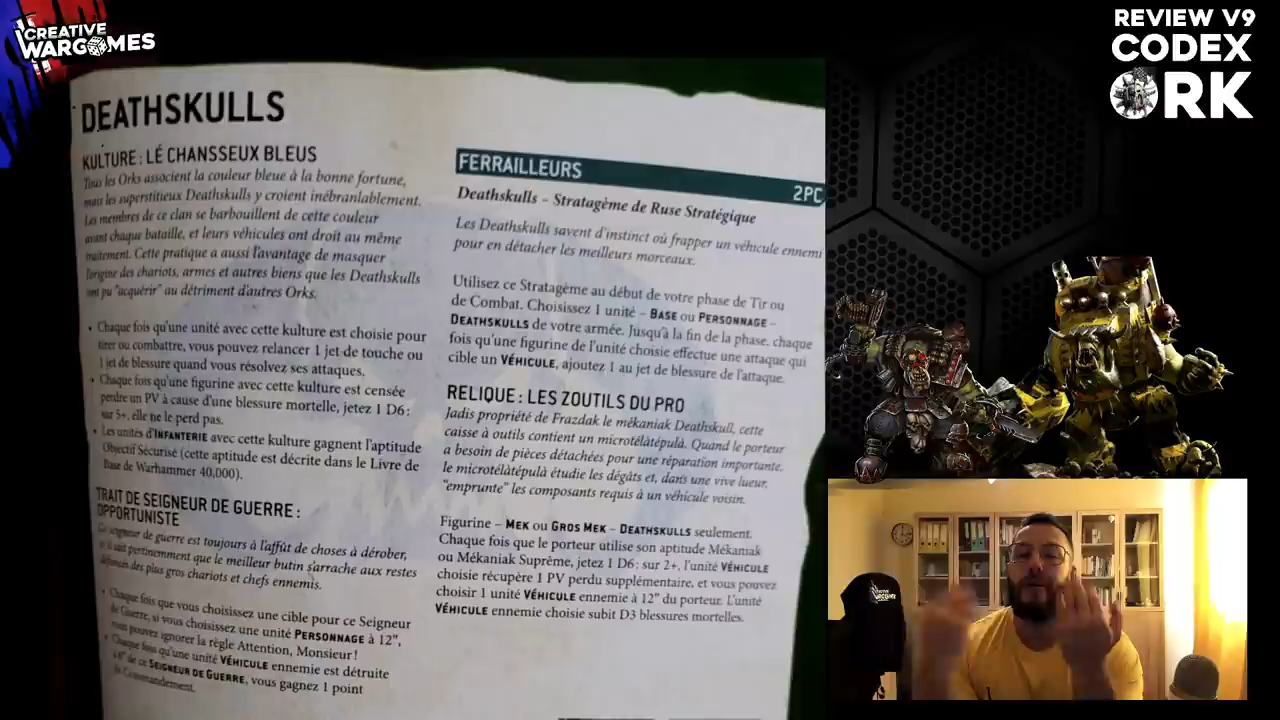 CREATIVE
WARGAMES
REVIEW V9
CODEX
ORK
DEATHSKULLS
KULTURE : LÉ CHANSSEUX BLEUS
Tous les Orks associent la couleur bleue à la bonne fortune,
mais les superstitieux Deathskulls y croient inébranlablement.
Les membres de ce clan se barbouillent de cette couleur
avant chaque bataille, et leurs véhicules ont droit au même
traitement. Cette pratique a aussi l'avantage de masquer
l'origine des chariots, armes et autres biens que les Deathskulls
ont pu "acquérir" au détriment d'autres Orks.
• Chaque fois qu'une unité avec cette kulture est choisie pour
tirer ou combattre, vous pouvez relancer 1 jet de touche ou
1 jet de blessure quand vous résolvez ses attaques.
• Chaque fois qu'une figurine avec cette kulture est censée
perdre un PV à cause d'une blessure mortelle, jetez 1 D6 :
sur 5+, elle ne le perd pas.
• Les unités d'INFANTERIE avec cette kulture gagnent l'aptitude
Objectif Sécurisé (cette aptitude est décrite dans le Livre de
Base de Warhammer 40,000).
TRAIT DE SEIGNEUR DE GUERRE :
OPPORTUNISTE
Ce seigneur de guerre est toujours à l'affût de choses à dérober,
et il sait pertinemment que le meilleur butin s'arrache aux restes
défunts des plus gros chariots et chefs ennemis.
• Chaque fois que vous choisissez une cible pour ce Seigneur
de Guerre, si vous choisissez une unité PERSONNAGE à 12",
vous pouvez ignorer la règle Attention, Monsieur !
• Chaque fois qu'une unité VÉHICULE ennemie est détruite
à 6" de ce SEIGNEUR DE GUERRE, vous gagnez 1 point
de Commandement.
FERRAILLEURS
2PC
Deathskulls – Stratagème de Ruse Stratégique
Les Deathskulls savent d'instinct où frapper un véhicule ennemi
pour en détacher les meilleurs morceaux.
Utilisez ce Stratagème au début de votre phase de Tir ou
de Combat. Choisissez 1 unité – BASE ou PERSONNAGE –
DEATHSKULLS de votre armée. Jusqu'à la fin de la phase, chaque
fois qu'une figurine de l'unité choisie effectue une attaque qui
cible un VÉHICULE, ajoutez 1 au jet de blessure de l'attaque.
RELIQUE : LES ZOUTILS DU PRO
Jadis propriété de Frazdak le mékaniak Deathskull, cette
caisse à outils contient un microtélàtépulà. Quand le porteur
a besoin de pièces détachées pour une réparation importante,
le microtélàtépulà étudie les dégâts et, dans une vive lueur,
"emprunte" les composants requis à un véhicule voisin.
Figurine – MEK ou GROS MEK – DEATHSKULLS seulement.
Chaque fois que le porteur utilise son aptitude Mékaniak
ou Mékaniak Suprême, jetez 1 D6 : sur 2+, l'unité VÉHICULE
choisie récupère 1 PV perdu supplémentaire, et vous pouvez
choisir 1 unité VÉHICULE ennemie à 12" du porteur. L'unité
VÉHICULE ennemie choisie subit D3 blessures mortelles.
CREATIVE